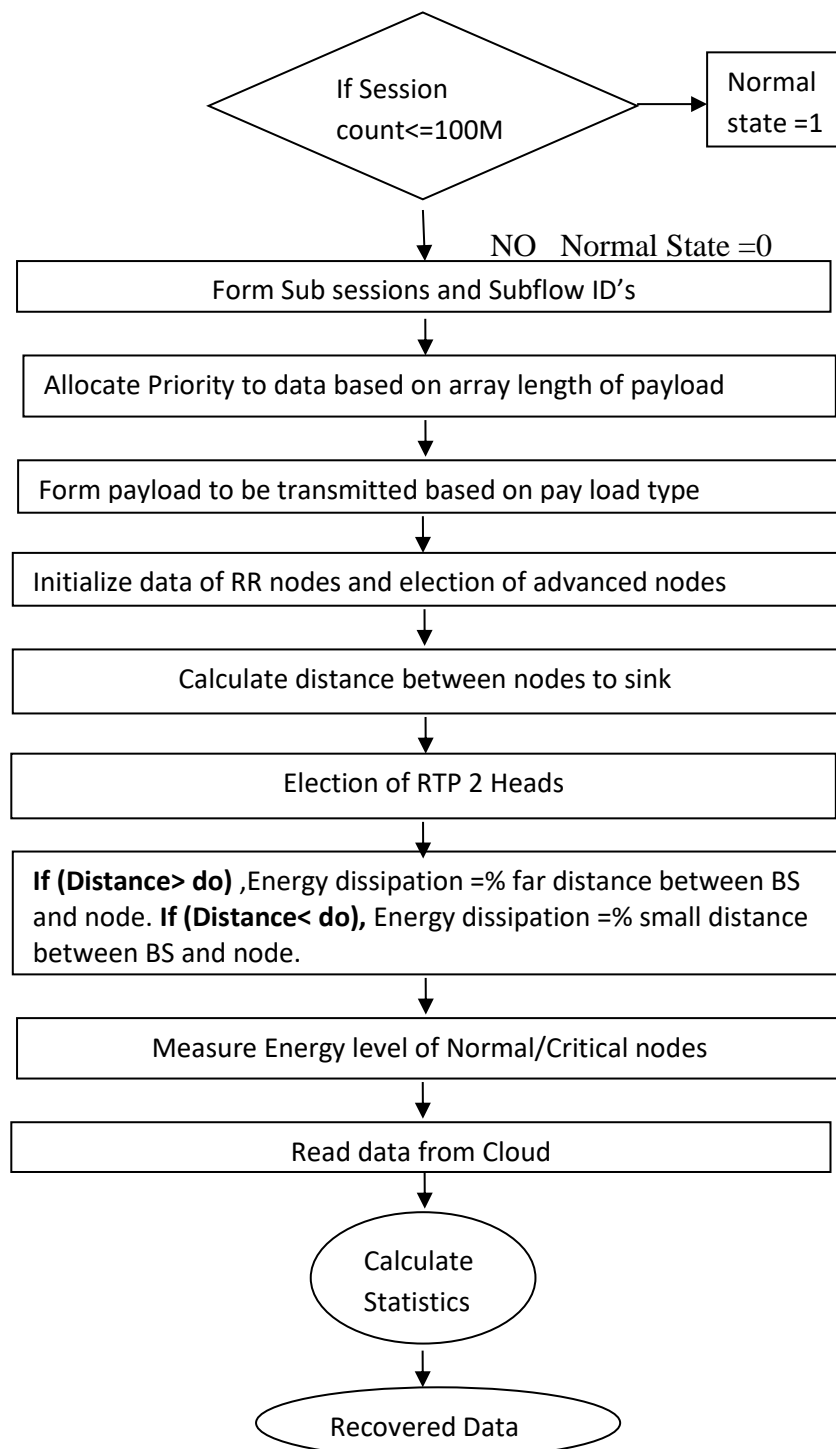 If Session
count<=100M
Normal
state =1
NO Normal State =0
Form Sub sessions and Subflow ID’s
Allocate Priority to data based on array length of payload
Form payload to be transmitted based on pay load type
Initialize data of RR nodes and election of advanced nodes
Calculate distance between nodes to sink
Election of RTP 2 Heads
If (Distance> do) ,Energy dissipation =% far distance between BS
and node. If (Distance< do), Energy dissipation =% small distance
between BS and node.
Measure Energy level of Normal/Critical nodes
Read data from Cloud
Calculate
Statistics
Recovered Data